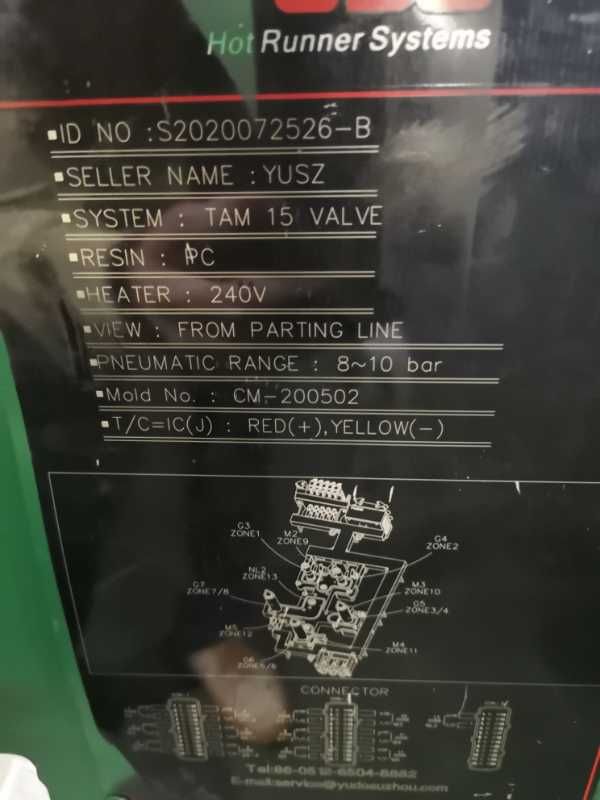 Hot Runner Systems
ID NO :S2020072526-B
SELLER NAME :YUSZ
SYSTEM : TAM 15 VALVE
RESIN : PC
HEATER : 240V
VIEW : FROM PARTING LINE
PNEUMATIC RANGE : 8~10 bar
Mold No. : CM-200502
T/C=IC(J) : RED(+),YELLOW(-)
G3
ZONE1
M2
ZONE9
G4
ZONE2
NL2
ZONE13
G7
ZONE7/8
M3
ZONE10
G5
ZONE3/4
M5
ZONE12
M4
ZONE11
G6
ZONE5/6
CONNECTOR
Tel:86-0512-6504-8882
E-mail:service@yudosuzhou.com